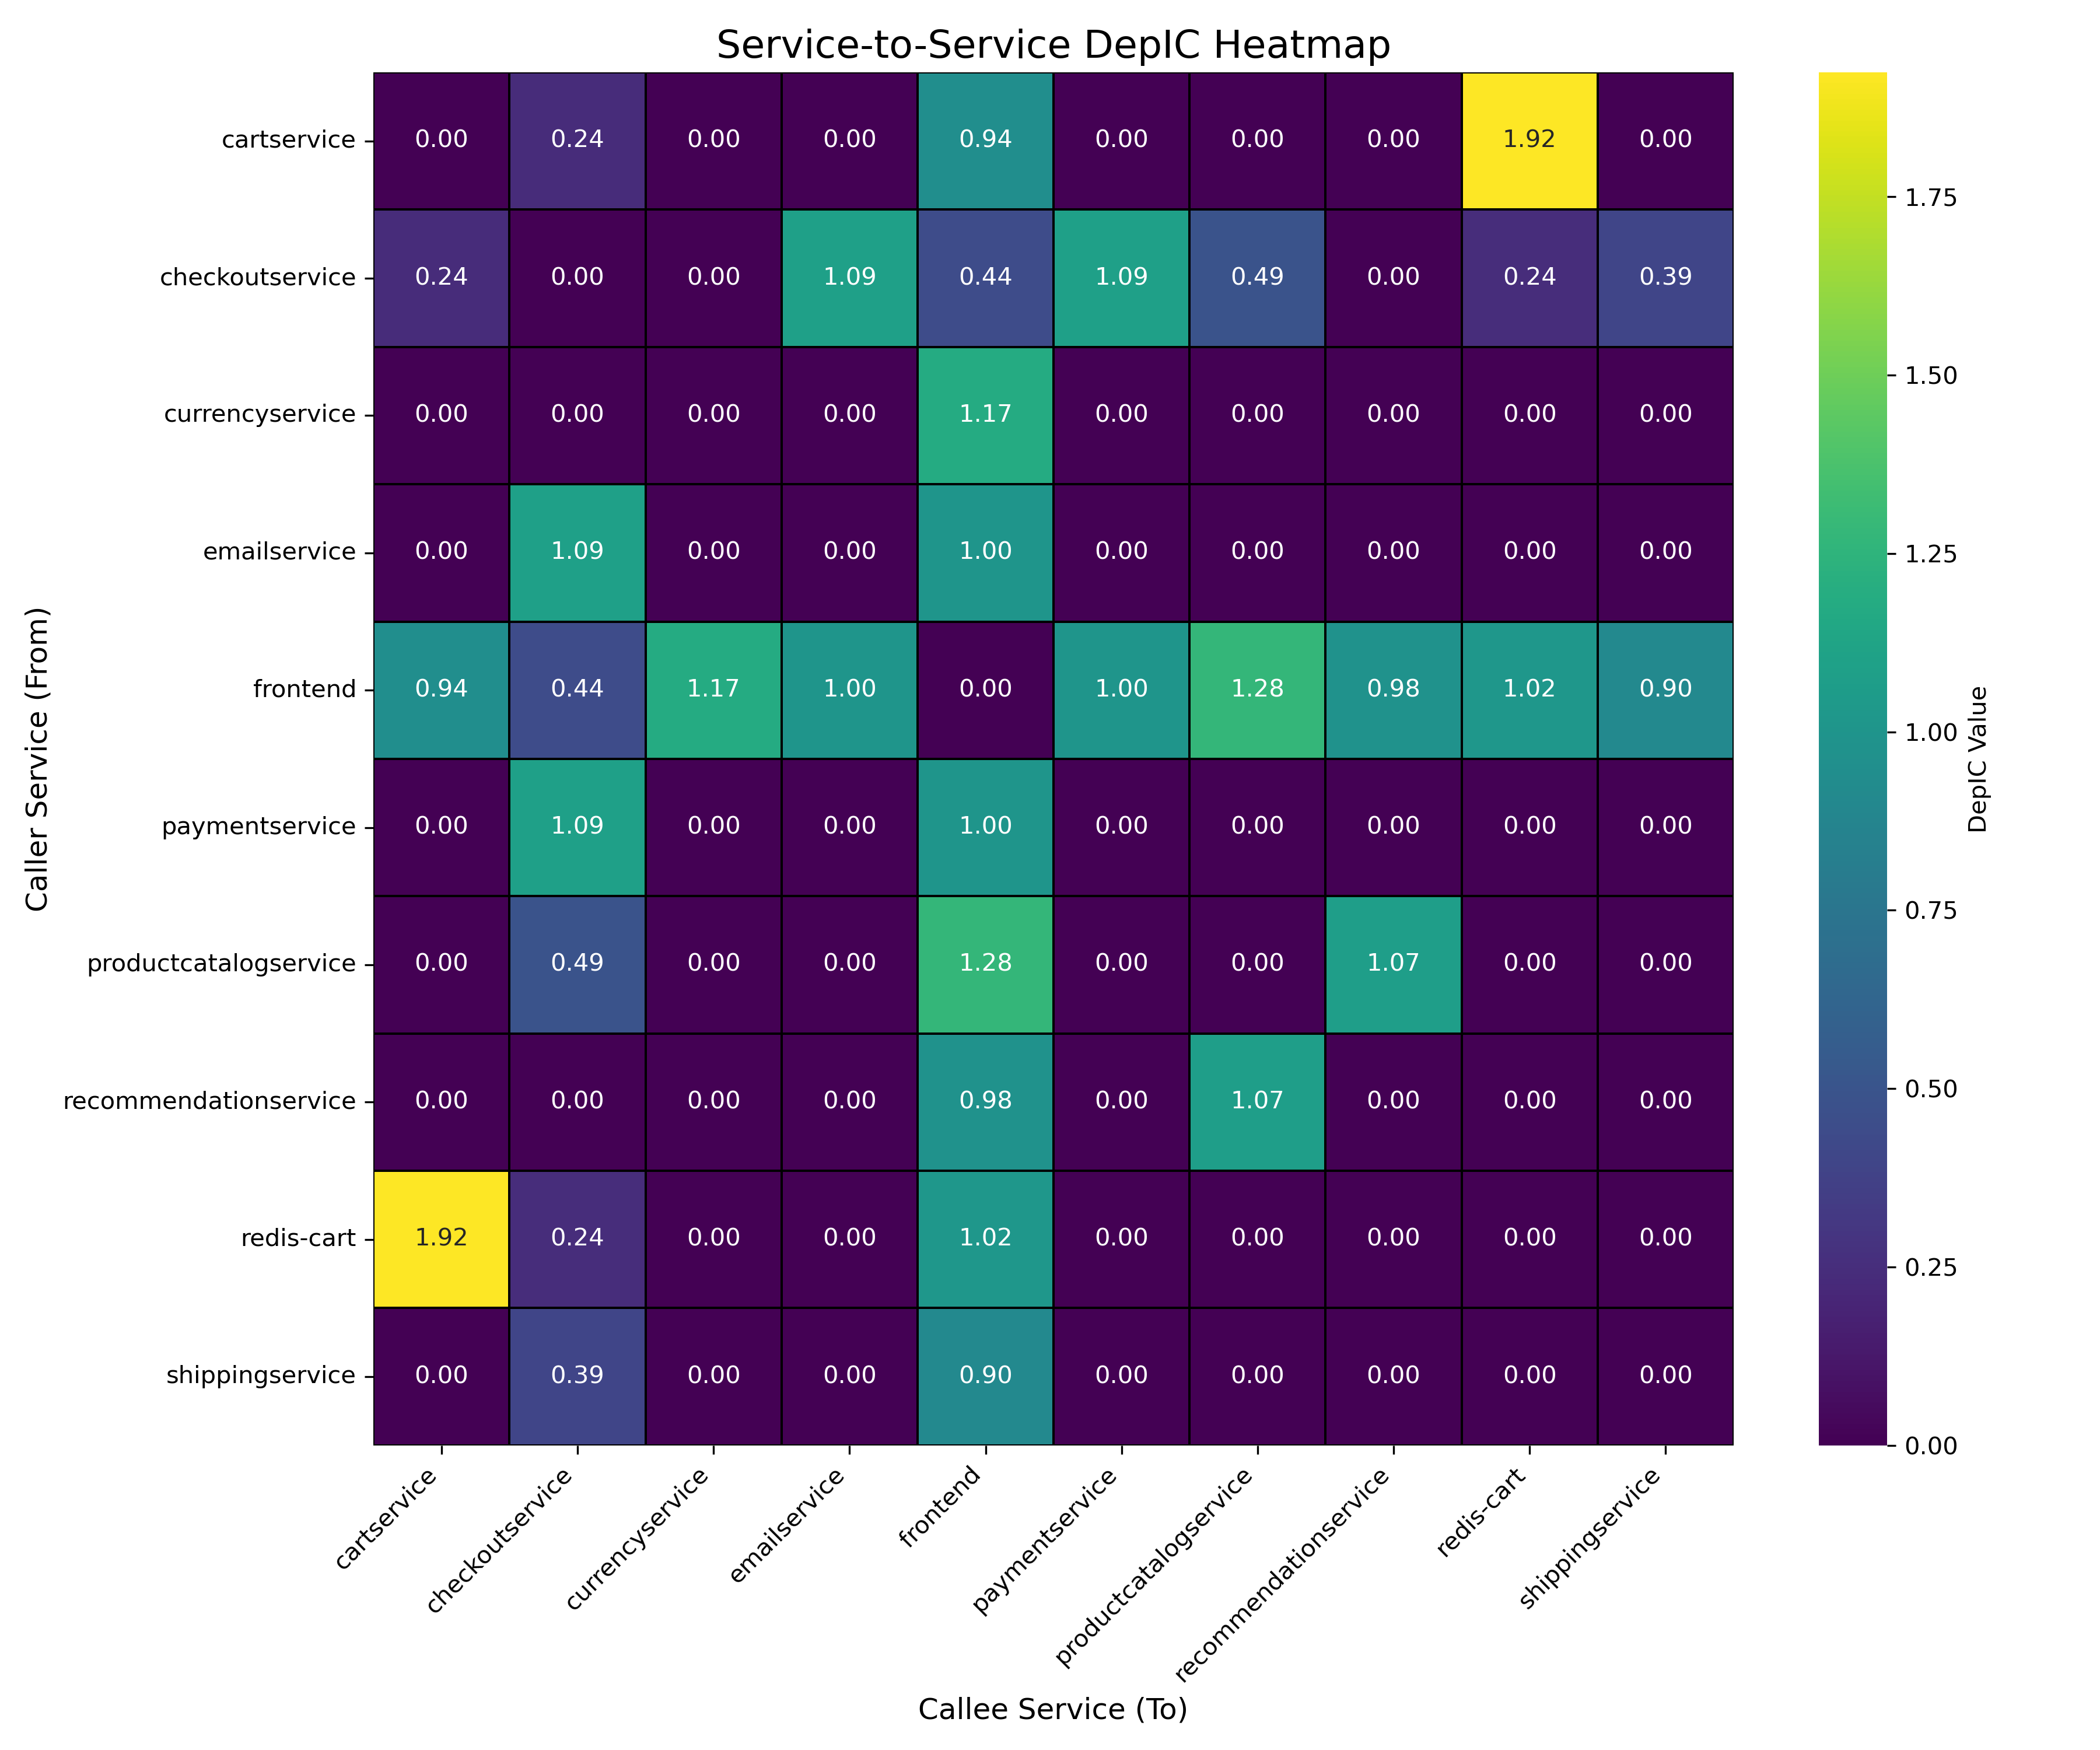 Service-to-Service DepIC Heatmap
cartservice 0.00 0.24 0.00 0.00 0.94 0.00 0.00 0.00 1.92 0.00
checkoutservice 0.24 0.00 0.00 1.09 0.44 1.09 0.49 0.00 0.24 0.39
currencyservice 0.00 0.00 0.00 0.00 1.17 0.00 0.00 0.00 0.00 0.00
emailservice 0.00 1.09 0.00 0.00 1.00 0.00 0.00 0.00 0.00 0.00
frontend 0.94 0.44 1.17 1.00 0.00 1.00 1.28 0.98 1.02 0.90
paymentservice 0.00 1.09 0.00 0.00 1.00 0.00 0.00 0.00 0.00 0.00
productcatalogservice 0.00 0.49 0.00 0.00 1.28 0.00 0.00 1.07 0.00 0.00
recommendationservice 0.00 0.00 0.00 0.00 0.98 0.00 1.07 0.00 0.00 0.00
redis-cart 1.92 0.24 0.00 0.00 1.02 0.00 0.00 0.00 0.00 0.00
shippingservice 0.00 0.39 0.00 0.00 0.90 0.00 0.00 0.00 0.00 0.00
Caller Service (From)
cartservice
checkoutservice
currencyservice
emailservice
frontend
paymentservice
productcatalogservice
recommendationservice
redis-cart
shippingservice
Callee Service (To)
1.75
1.50
1.25
1.00
0.75
0.50
0.25
0.00
DepIC Value